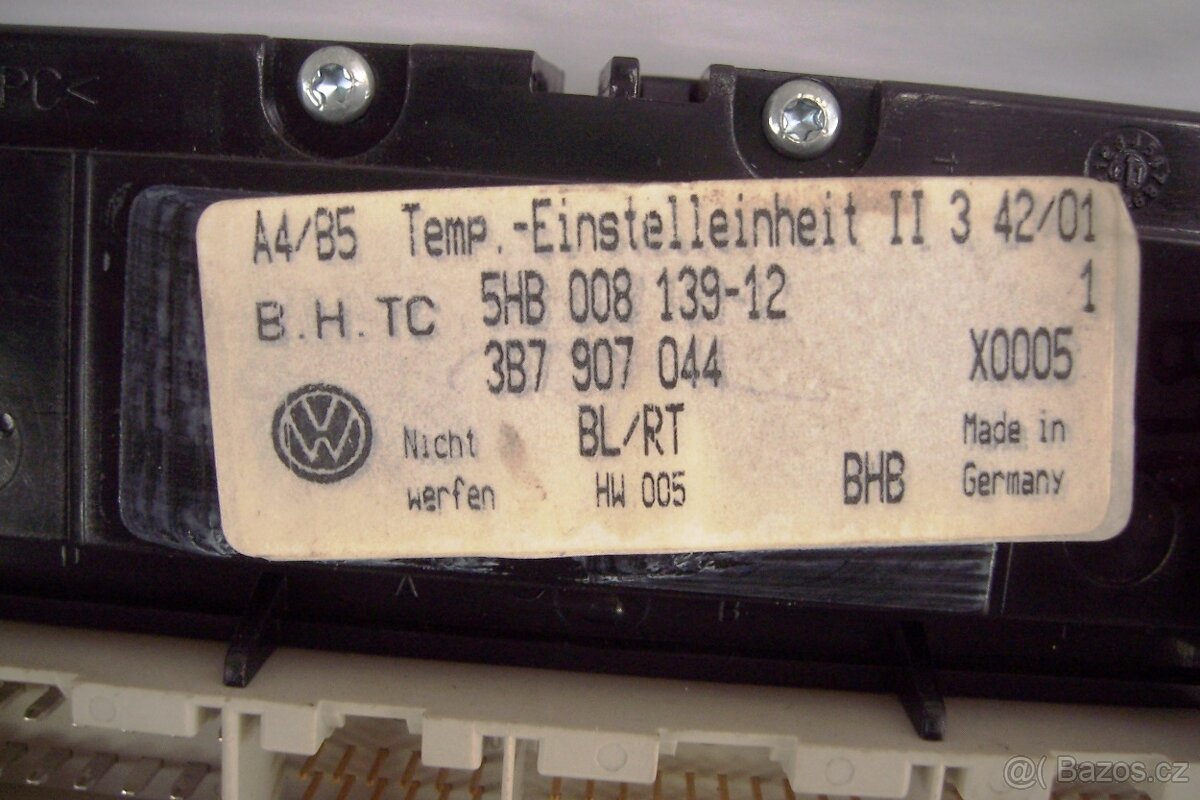 PC<
A4/B5 Temp.-Einstelleinheit II 3 42/01
B.H.TC 5HB 008 139-12 1
3B7 907 044 X0005
Nicht BL/RT Made in
werfen HW 005 BHB Germany
A B
@( Bazos.cz